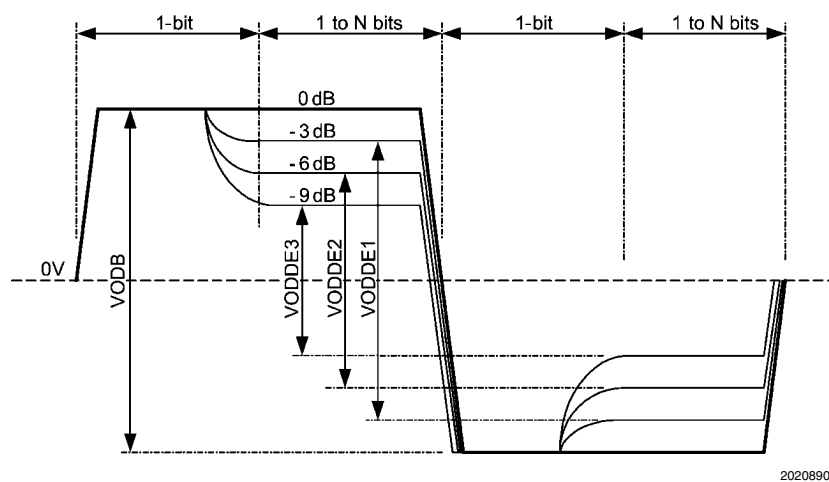 1-bit
1 to N bits
1-bit
1 to N bits
0 dB
- 3 dB
- 6 dB
- 9 dB
0V
VODB
VODDE3
VODDE2
VODDE1
2020890